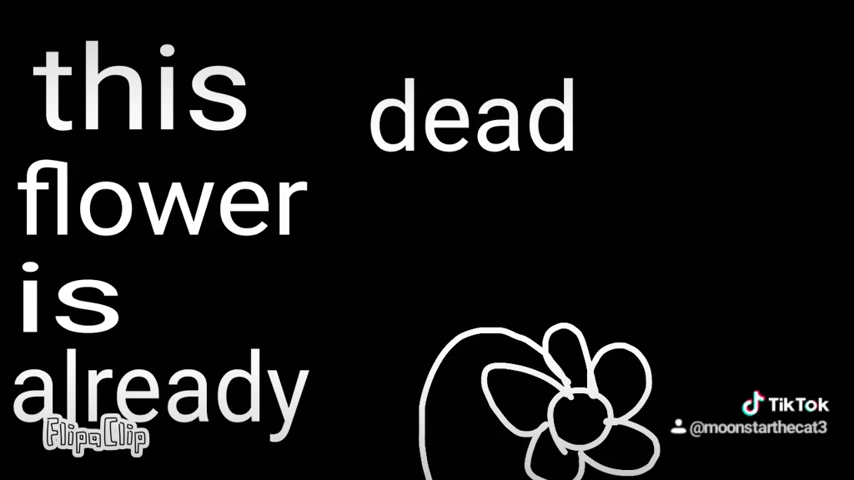 this
flower
is
already
dead
FlipaClip
TikTok
@moonstarthecat3